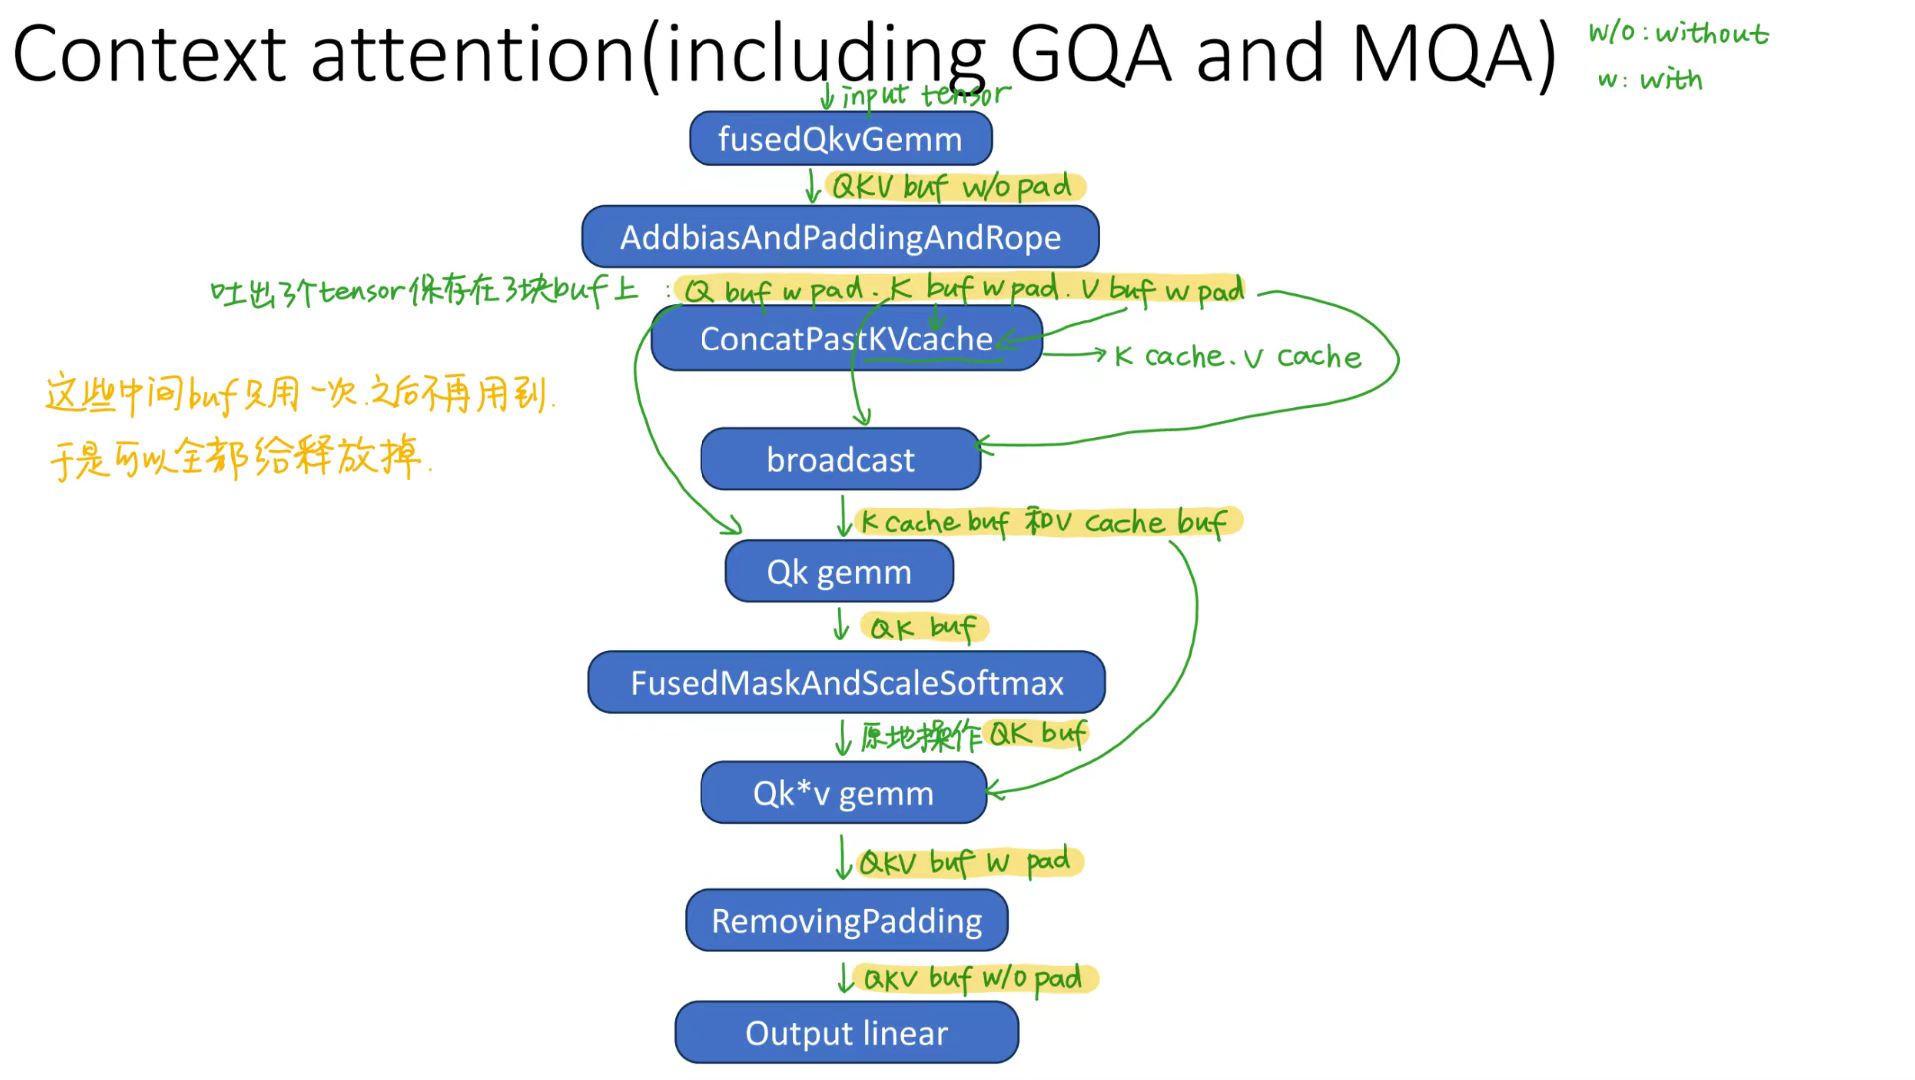 Context attention(including GQA and MQA)
w/o : without
w : with
input tensor
fusedQkvGemm
QKV buf w/o pad
AddbiasAndPaddingAndRope
吐出3个tensor保存在3块buf上 : Q buf w pad. K buf w pad. V buf w pad
ConcatPastKVcache
K cache. V cache
这些中间buf只用一次.之后不再用到.
于是可以全部给释放掉.
broadcast
K cache buf 和V cache buf
Qk gemm
QK buf
FusedMaskAndScaleSoftmax
原地操作 QK buf
Qk*v gemm
QKV buf w pad
RemovingPadding
QKV buf w/o pad
Output linear